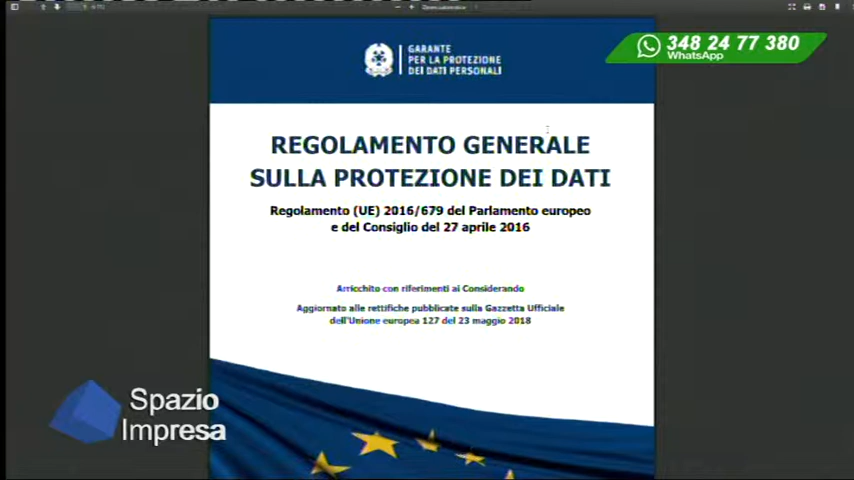 GARANTE
PER LA PROTEZIONE
DEI DATI PERSONALI
348 24 77 380
WhatsApp
REGOLAMENTO GENERALE
SULLA PROTEZIONE DEI DATI
Regolamento (UE) 2016/679 del Parlamento europeo
e del Consiglio del 27 aprile 2016
Arricchito con riferimenti ai Considerando
Aggiornato alle rettifiche pubblicate sulla Gazzetta Ufficiale
dell'Unione europea 127 del 23 maggio 2018
Spazio
Impresa